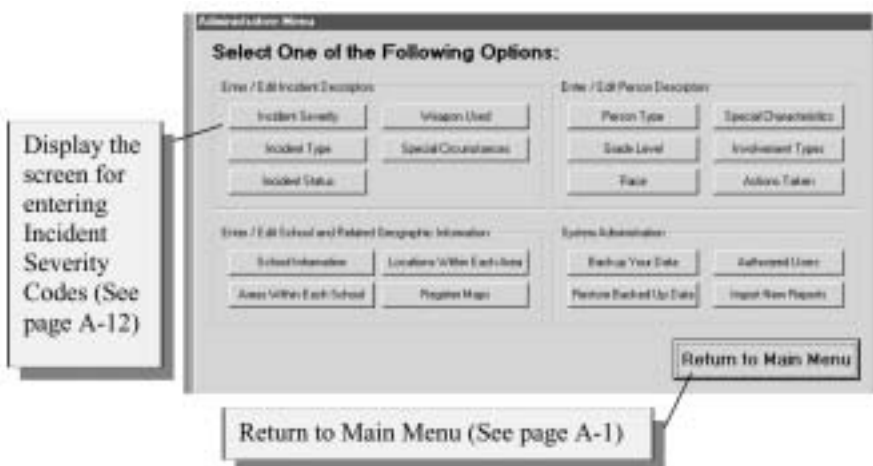 Administrative Menu
Select One of the Following Options:
Enter / Edit Incident Descriptors
Incident Severity
Weapon Used
Incident Type
Special Circumstances
Incident Status
Enter / Edit Person Descriptors
Person Type
Special Characteristics
Grade Level
Involvement Types
Race
Actions Taken
Enter / Edit School and Related Geographic Information
School Information
Locations Within Each Area
Areas Within Each School
Register Maps
System Administration
Backup Your Data
Authorized Users
Restore Backed Up Data
Import New Reports
Return to Main Menu
Display the
screen for
entering
Incident
Severity
Codes (See
page A-12)
Return to Main Menu (See page A-1)